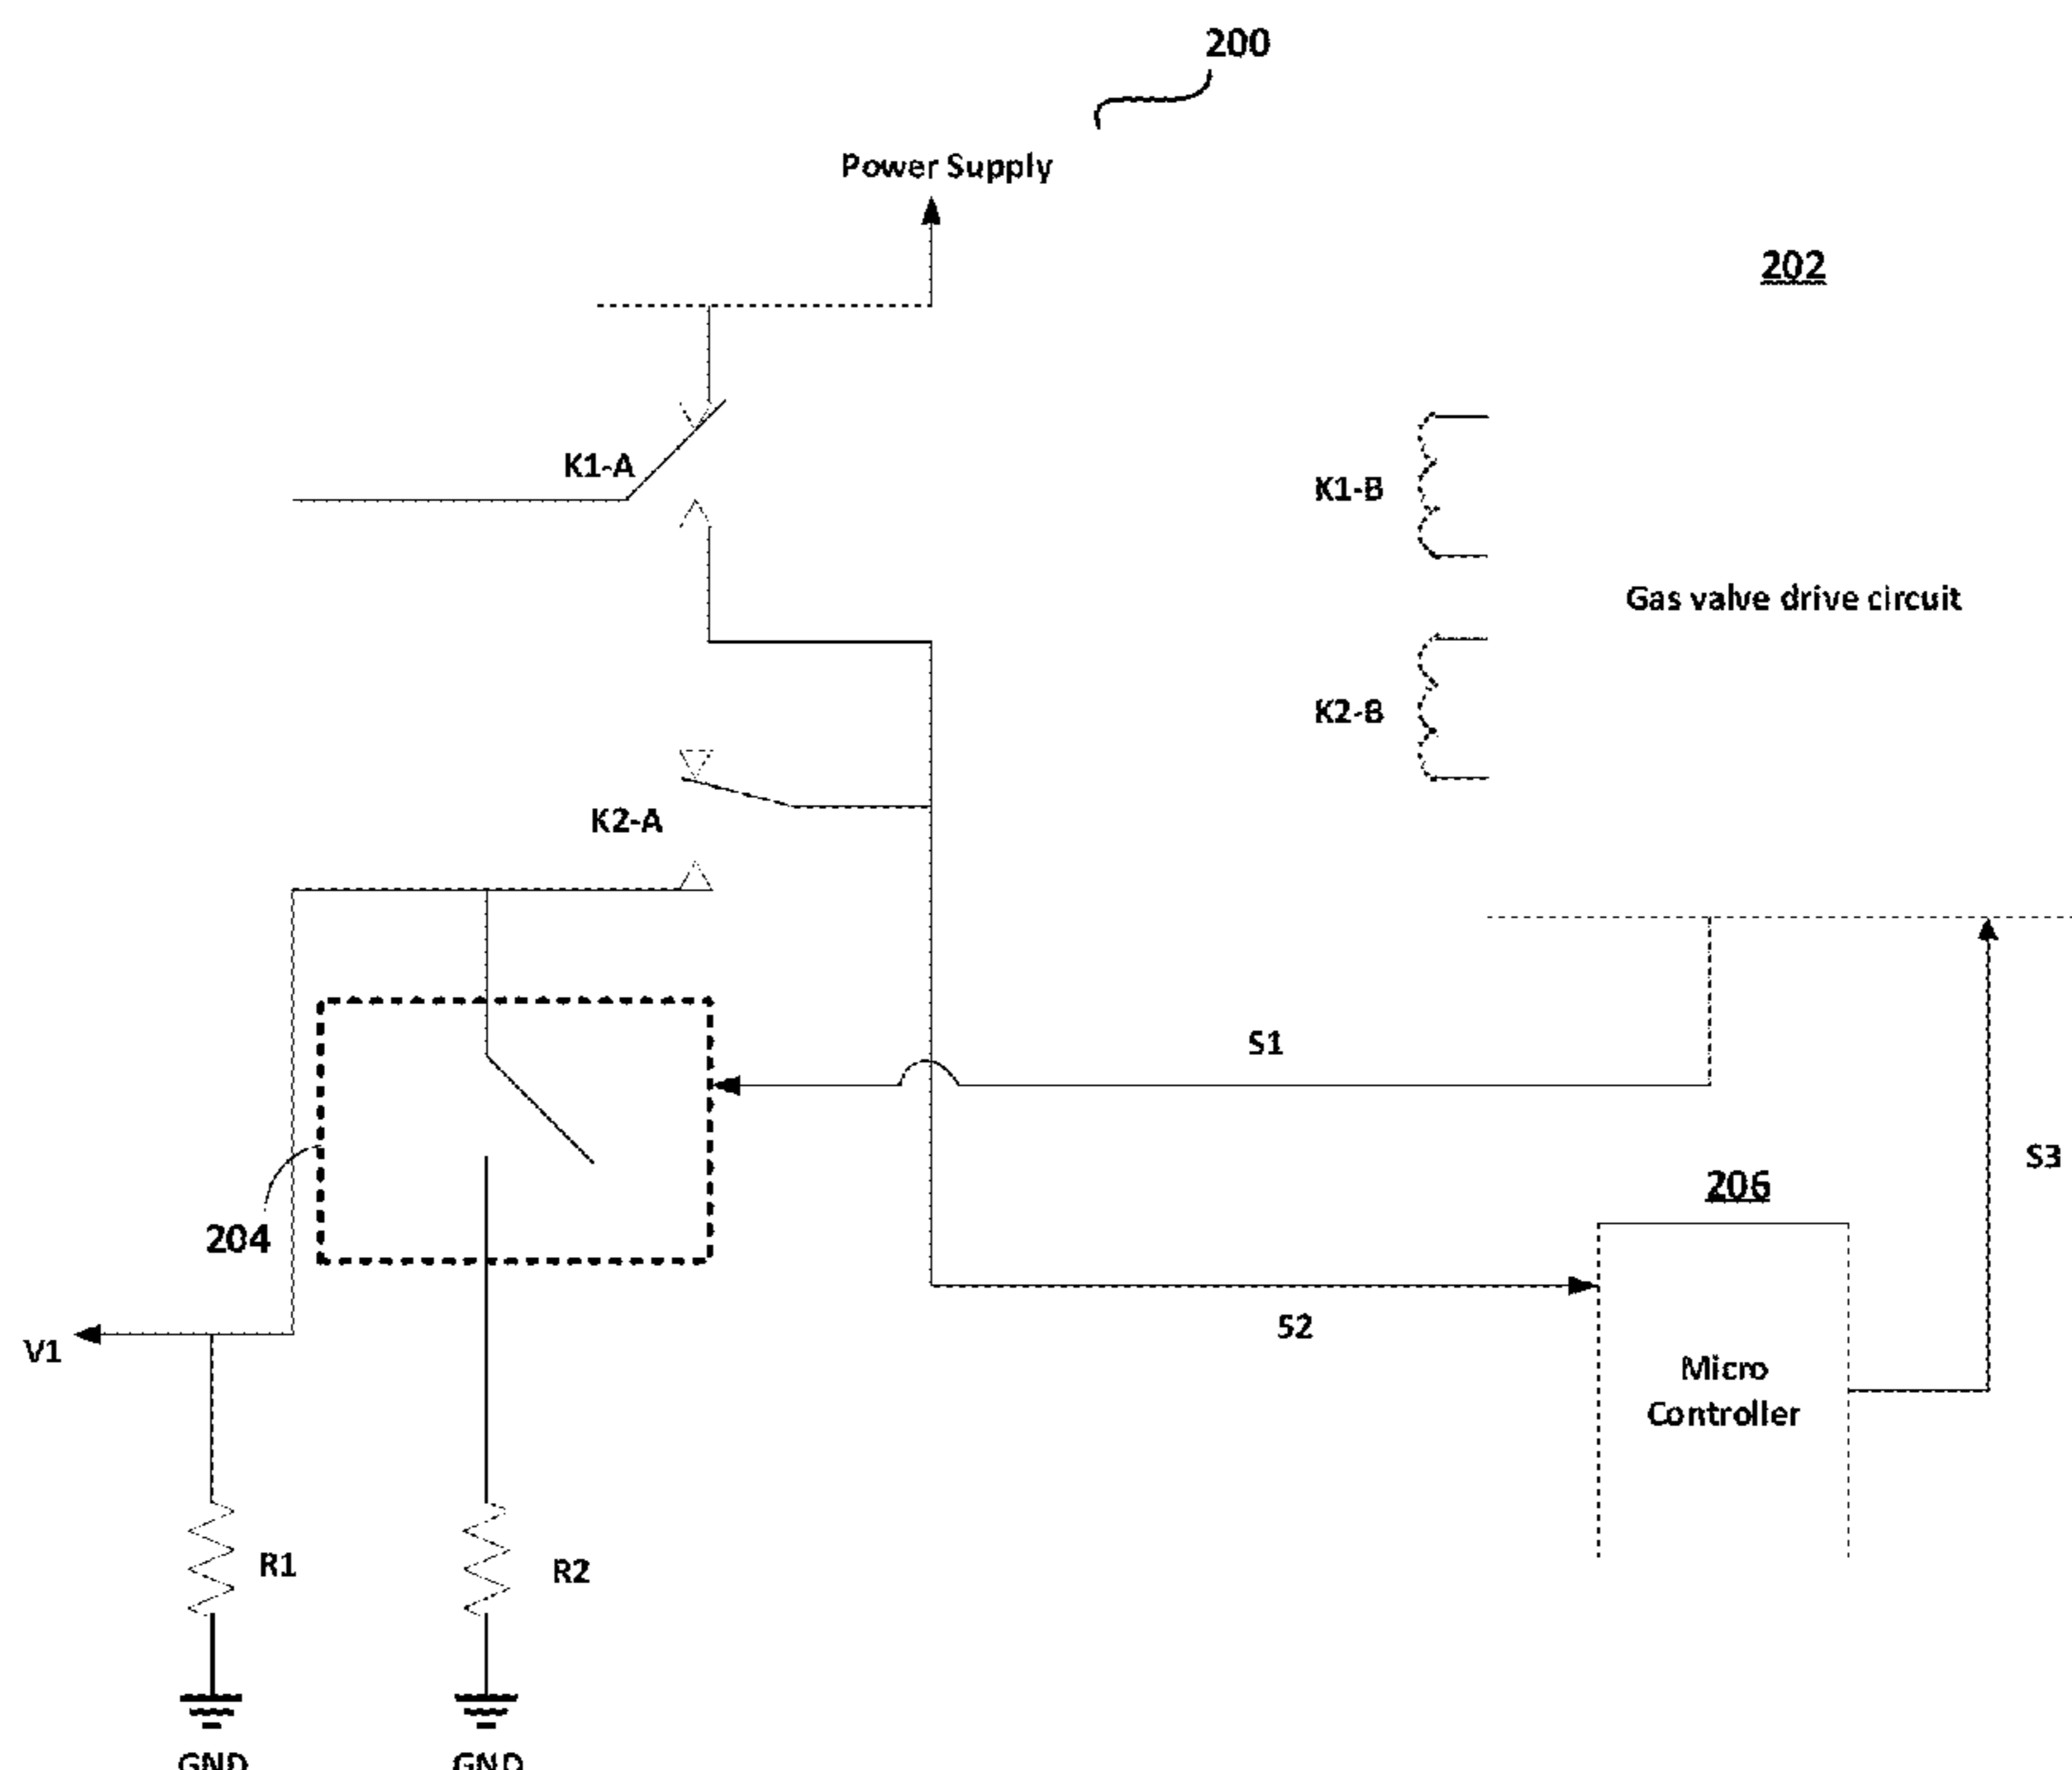 200
Power Supply
202
K1-A
K1-B
Gas valve drive circuit
K2-B
K2-A
S1
S3
206
204
S2
V1
Micro
Controller
R1
R2
GND
GND